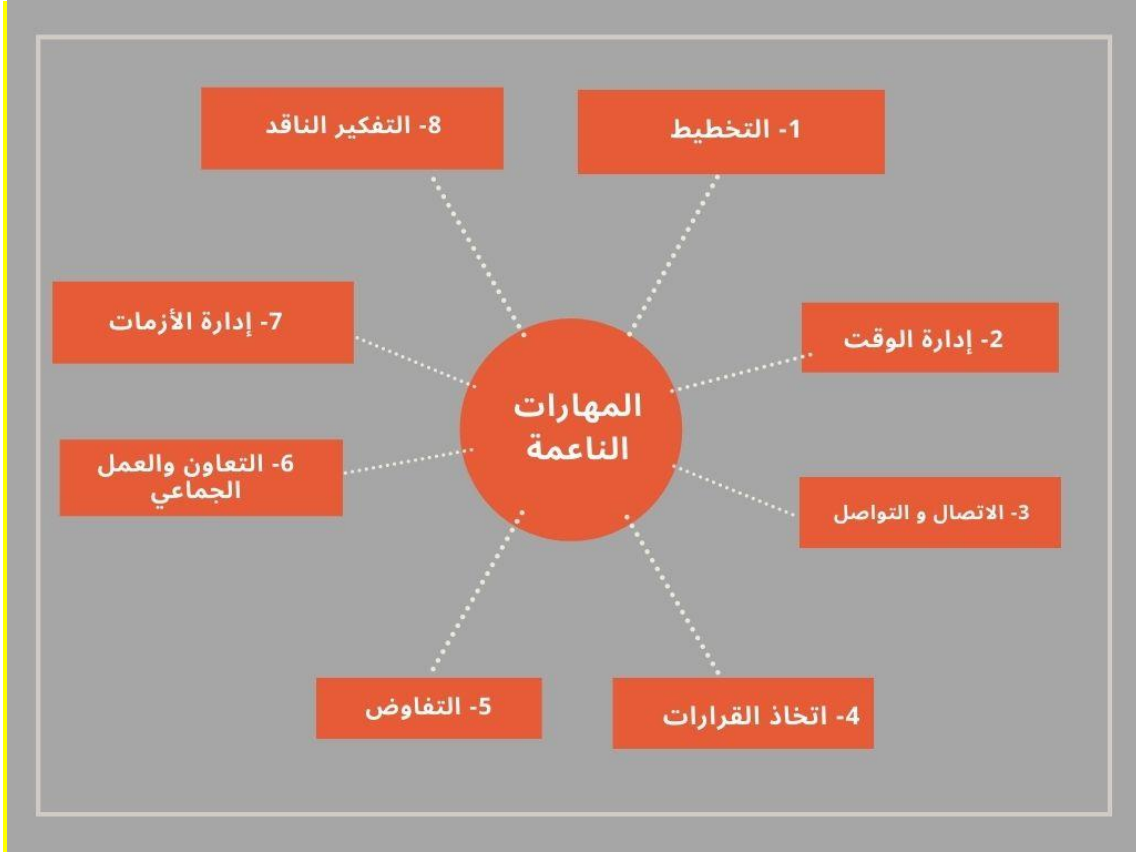 المهارات
الناعمة
1- التخطيط
2- إدارة الوقت
3- الاتصال و التواصل
4- اتخاذ القرارات
5- التفاوض
6- التعاون والعمل
الجماعي
7- إدارة الأزمات
8- التفكير الناقد